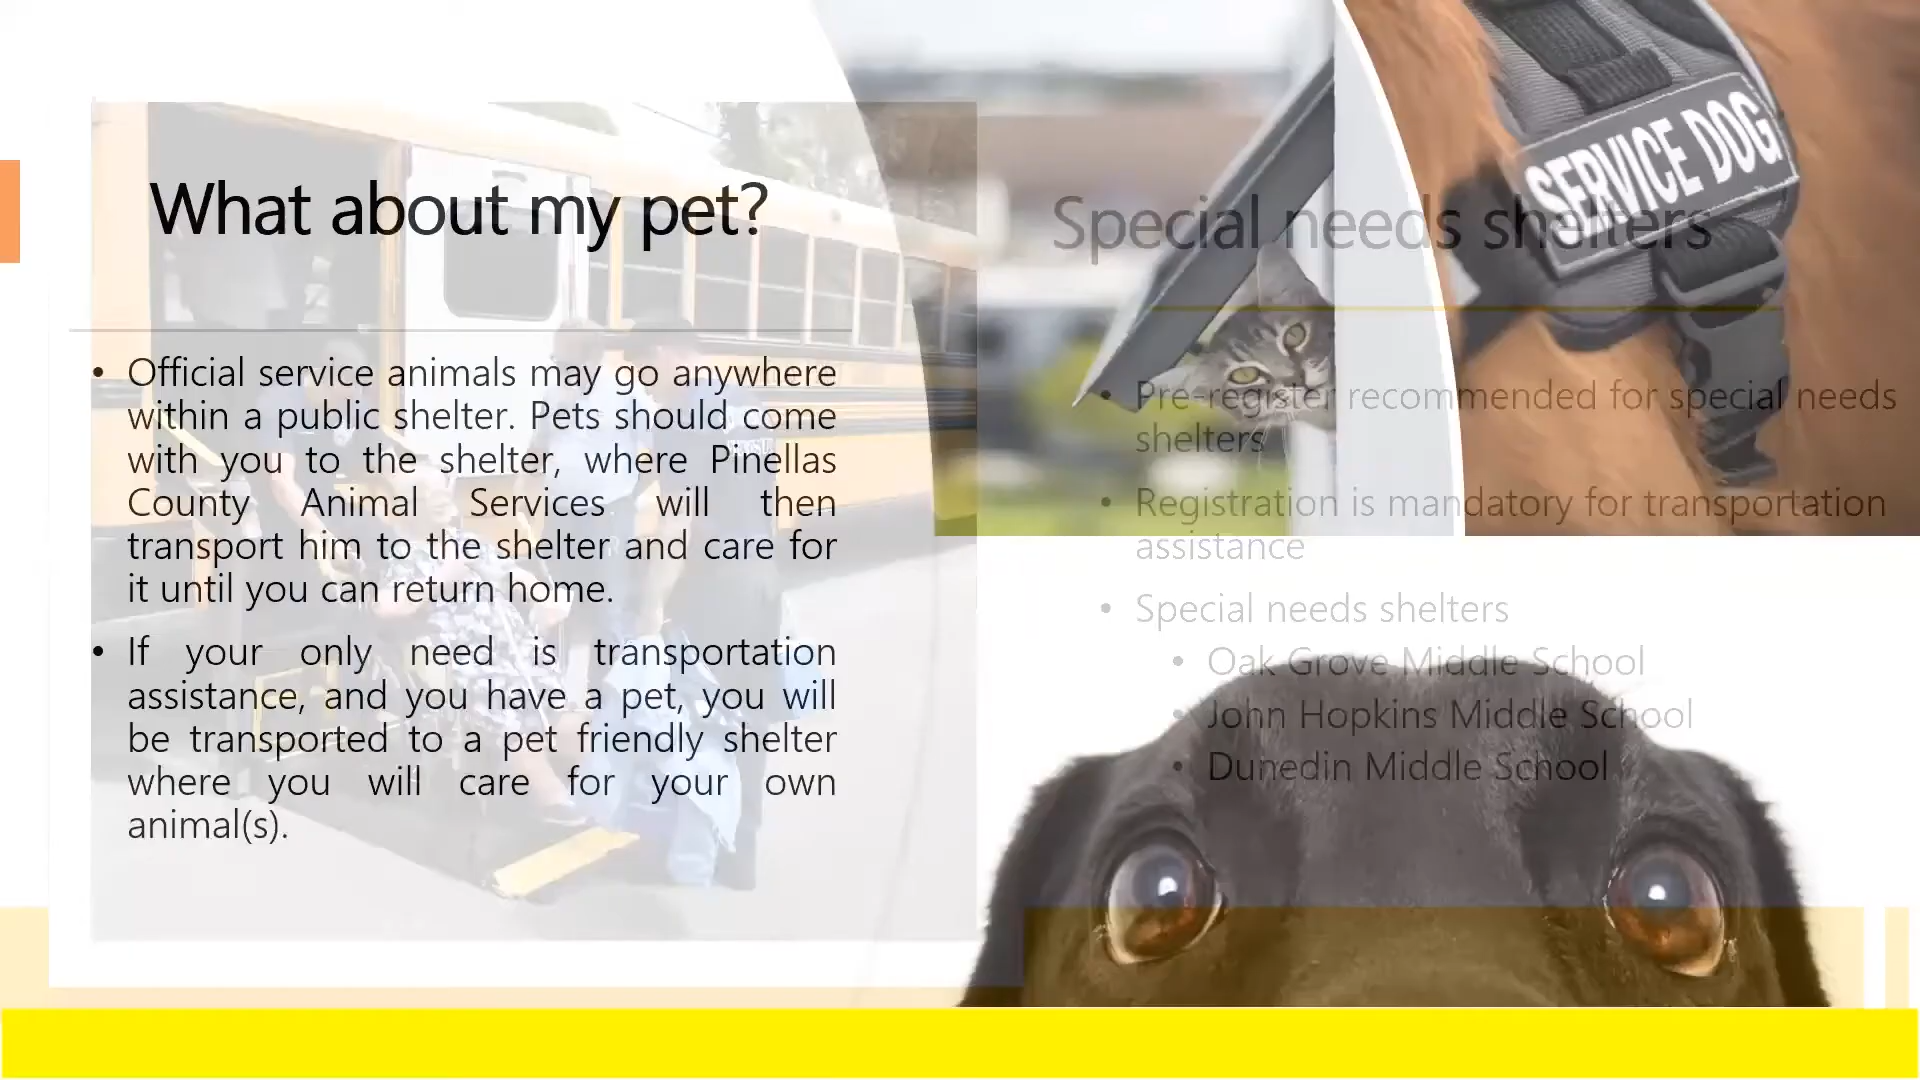 What about my pet?
• Official service animals may go anywhere
within a public shelter. Pets should come
with you to the shelter, where Pinellas
County Animal Services will then
transport him to the shelter and care for
it until you can return home.
• If your only need is transportation
assistance, and you have a pet, you will
be transported to a pet friendly shelter
where you will care for your own
animal(s).
SERVICE DOG
Special needs shelters
• Pre-register recommended for special needs
shelters
• Registration is mandatory for transportation
assistance
• Special needs shelters
• Oak Grove Middle School
• John Hopkins Middle School
• Dunedin Middle School